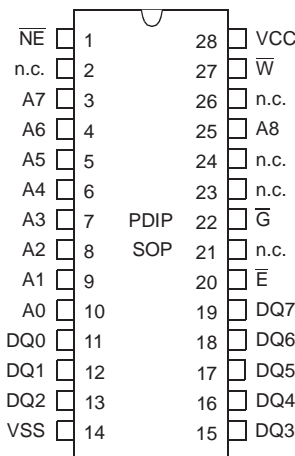 N̅E̅ 1 28 VCC
n.c. 2 27 W̅
A7 3 26 n.c.
A6 4 25 A8
A5 5 24 n.c.
A4 6 23 n.c.
A3 7 PDIP 22 G̅
A2 8 SOP 21 n.c.
A1 9 20 E̅
A0 10 19 DQ7
DQ0 11 18 DQ6
DQ1 12 17 DQ5
DQ2 13 16 DQ4
VSS 14 15 DQ3